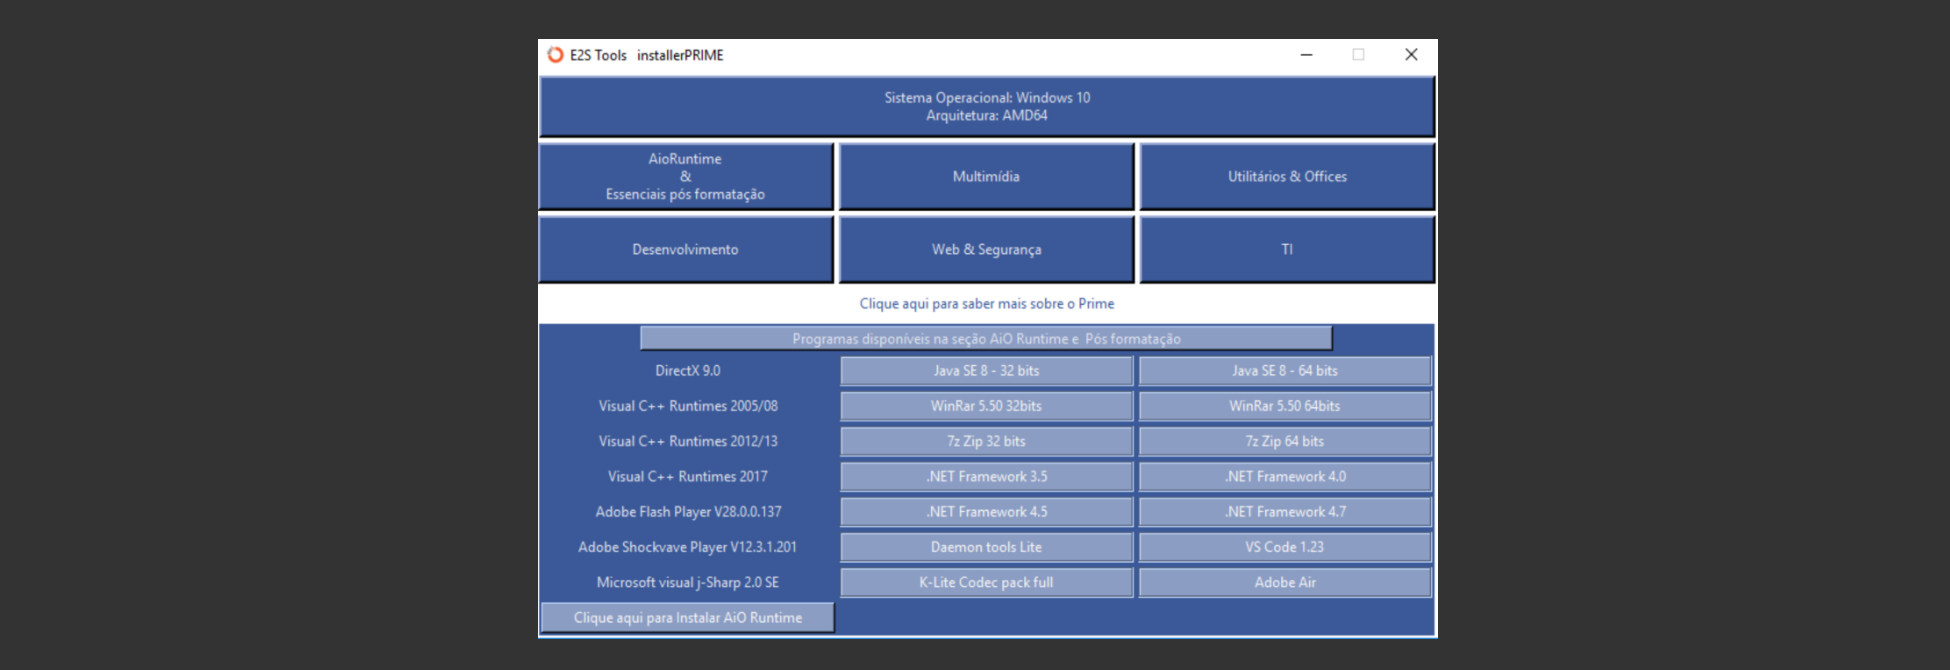 E2S Tools installerPRIME
Sistema Operacional: Windows 10
Arquitetura: AMD64
AioRuntime
&
Essenciais pós formatação
Multimídia
Utilitários & Offices
Desenvolvimento
Web & Segurança
TI
Clique aqui para saber mais sobre o Prime
Programas disponíveis na seção AiO Runtime e Pós formatação
DirectX 9.0
Java SE 8 - 32 bits
Java SE 8 - 64 bits
Visual C++ Runtimes 2005/08
WinRar 5.50 32bits
WinRar 5.50 64bits
Visual C++ Runtimes 2012/13
7z Zip 32 bits
7z Zip 64 bits
Visual C++ Runtimes 2017
.NET Framework 3.5
.NET Framework 4.0
Adobe Flash Player V28.0.0.137
.NET Framework 4.5
.NET Framework 4.7
Adobe Shockvave Player V12.3.1.201
Daemon tools Lite
VS Code 1.23
Microsoft visual j-Sharp 2.0 SE
K-Lite Codec pack full
Adobe Air
Clique aqui para Instalar AiO Runtime